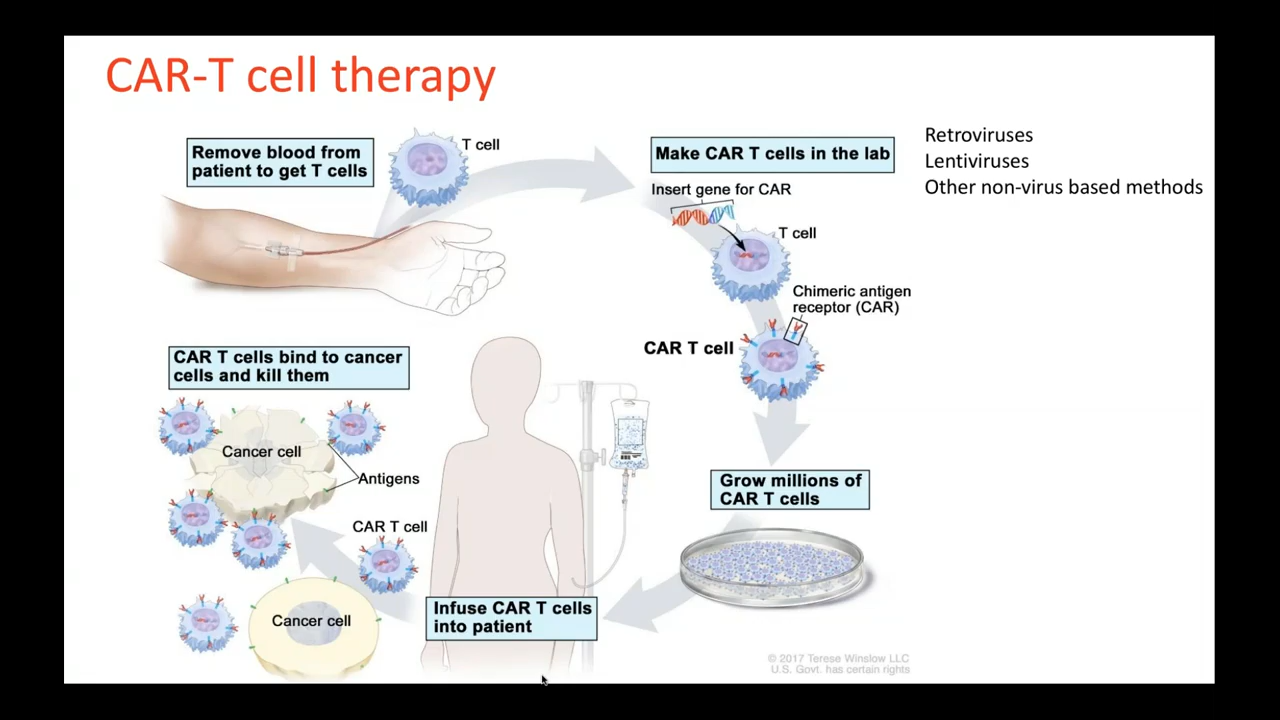 CAR-T cell therapy
Remove blood from
patient to get T cells
T cell
Make CAR T cells in the lab
Insert gene for CAR
T cell
Chimeric antigen
receptor (CAR)
CAR T cell
Retroviruses
Lentiviruses
Other non-virus based methods
Grow millions of
CAR T cells
Infuse CAR T cells
into patient
CAR T cells bind to cancer
cells and kill them
Cancer cell
Antigens
CAR T cell
Cancer cell
© 2017 Terese Winslow LLC
U.S. Govt. has certain rights